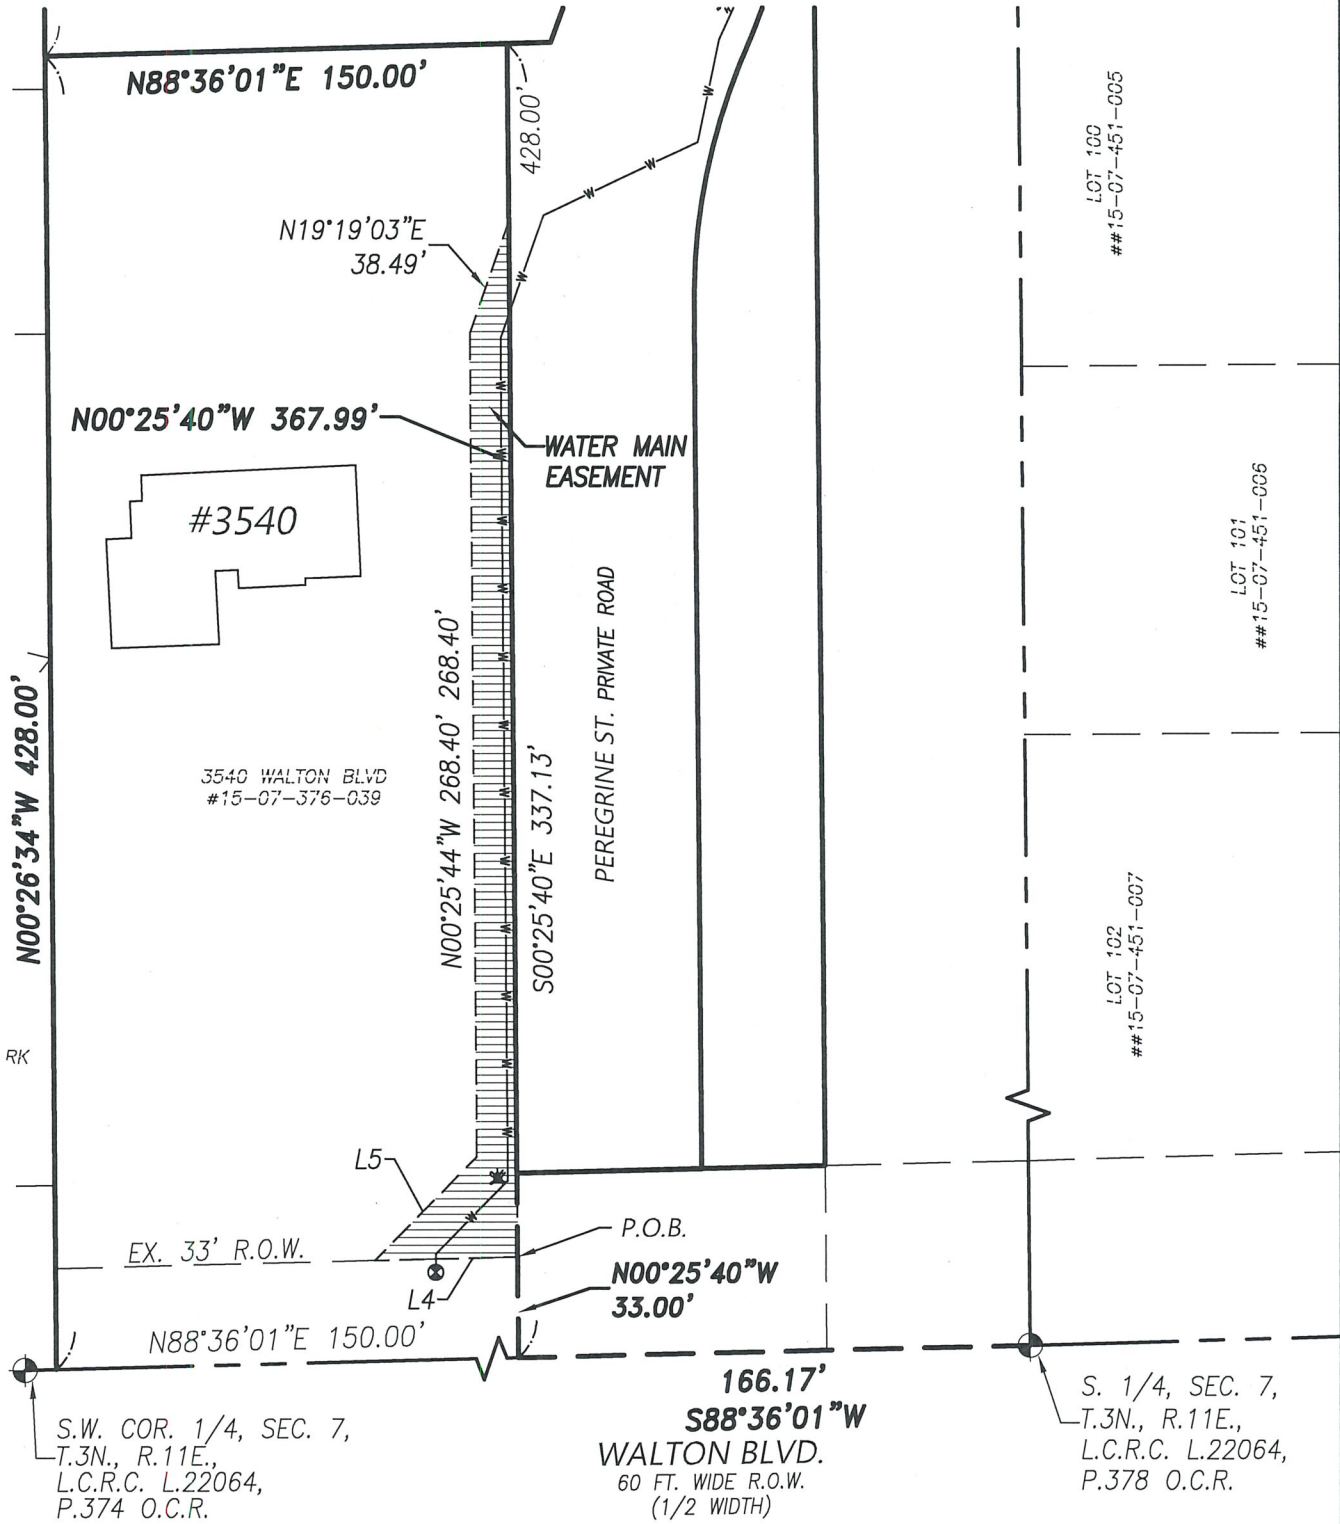 N88°36'01"E 150.00'
428.00'
LOT 100
##15-07-451-005
N19°19'03"E
38.49'
N00°25'40"W 367.99'
WATER MAIN
EASEMENT
#3540
LOT 101
##15-07-451-006
PEREGRINE ST. PRIVATE ROAD
N00°26'34"W 428.00'
3540 WALTON BLVD
#15-07-376-039
N00°25'44"W 268.40' 268.40'
S00°25'40"E 337.13'
LOT 102
##15-07-451-007
RK
L5
P.O.B.
EX. 33' R.O.W.
L4
N00°25'40"W
33.00'
N88°36'01"E 150.00'
166.17'
S88°36'01"W
WALTON BLVD.
60 FT. WIDE R.O.W.
(1/2 WIDTH)
S.W. COR. 1/4, SEC. 7,
T.3N., R.11E.,
L.C.R.C. L.22064,
P.374 O.C.R.
S. 1/4, SEC. 7,
T.3N., R.11E.,
L.C.R.C. L.22064,
P.378 O.C.R.